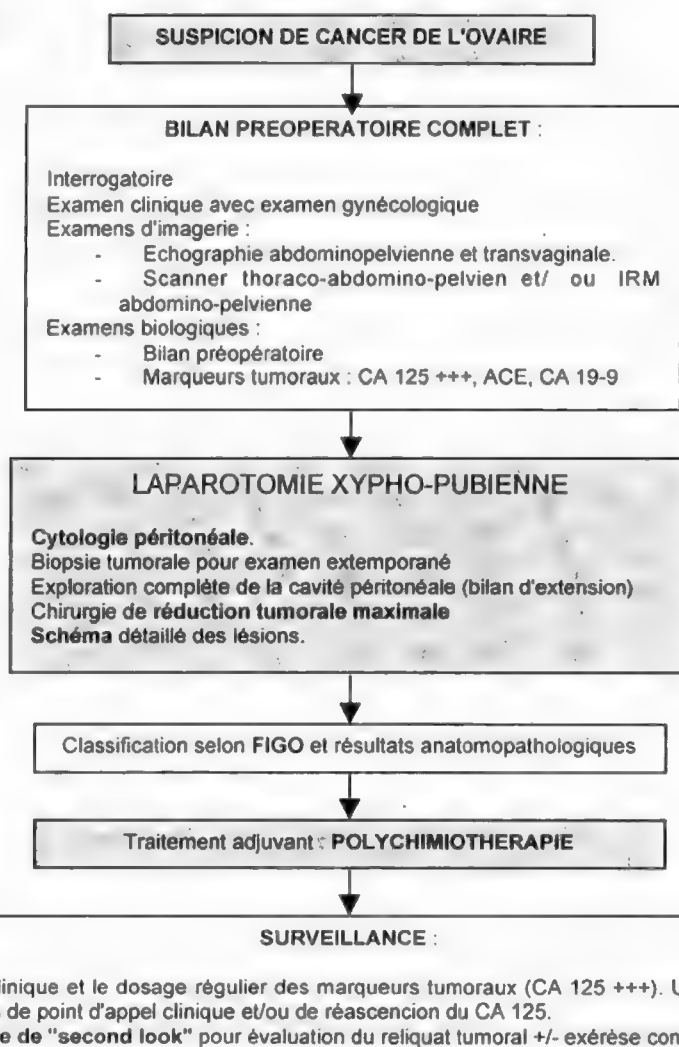 SUSPICION DE CANCER DE L'OVAIRE
BILAN PREOPERATOIRE COMPLET :
Interrogatoire
Examen clinique avec examen gynécologique
Examens d'imagerie :
- Echographie abdominopelvienne et transvaginale.
- Scanner thoraco-abdomino-pelvien et/ ou IRM
abdomino-pelvienne
Examens biologiques :
- Bilan préopératoire
- Marqueurs tumoraux : CA 125 +++, ACE, CA 19-9
LAPAROTOMIE XYPHO-PUBIENNE
Cytologie péritonéale.
Biopsie tumorale pour examen extemporané
Exploration complète de la cavité péritonéale (bilan d'extension)
Chirurgie de réduction tumorale maximale
Schéma détaillé des lésions.
Classification selon FIGO et résultats anatomopathologiques
Traitement adjuvant : POLYCHIMIOTHERAPIE
SURVEILLANCE :
linique et le dosage régulier des marqueurs tumoraux (CA 125 +++). U
de point d'appel clinique et/ou de réascencion du CA 125.
e de "second look" pour évaluation du reliquat tumoral +/- exérèse com